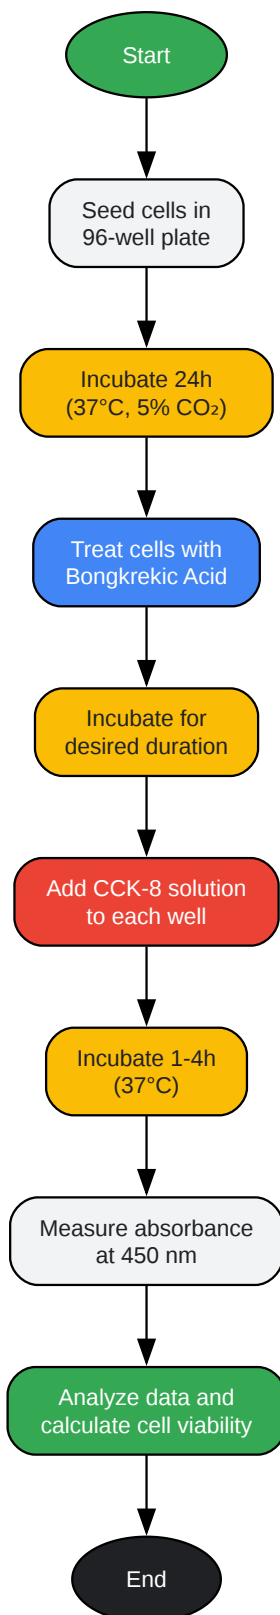 Start
Seed cells in
96-well plate
Incubate 24h
(37°C, 5% CO₂)
Treat cells with
Bongkrekic Acid
Incubate for
desired duration
Add CCK-8 solution
to each well
Incubate 1-4h
(37°C)
Measure absorbance
at 450 nm
Analyze data and
calculate cell viability
End